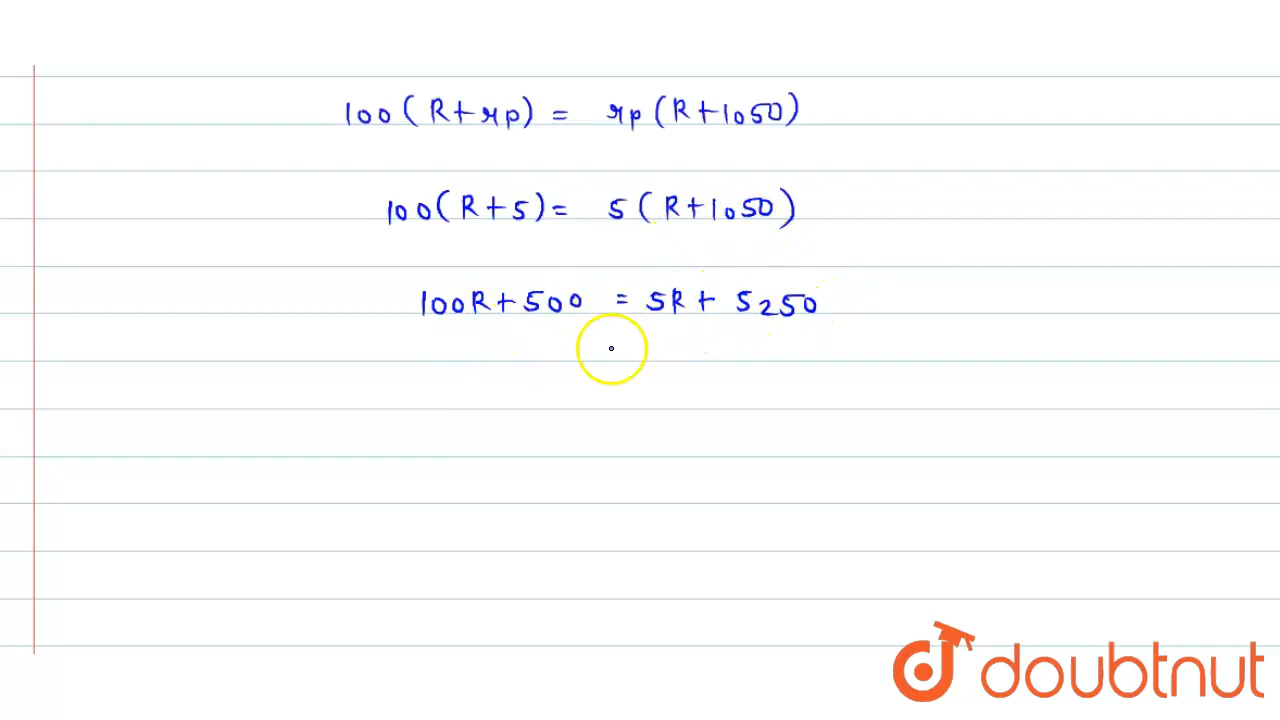 100(R+rp) = rp(R+1050)
100(R+5) = 5(R+1050)
100R+500 = 5R+ 5250
doubtnut